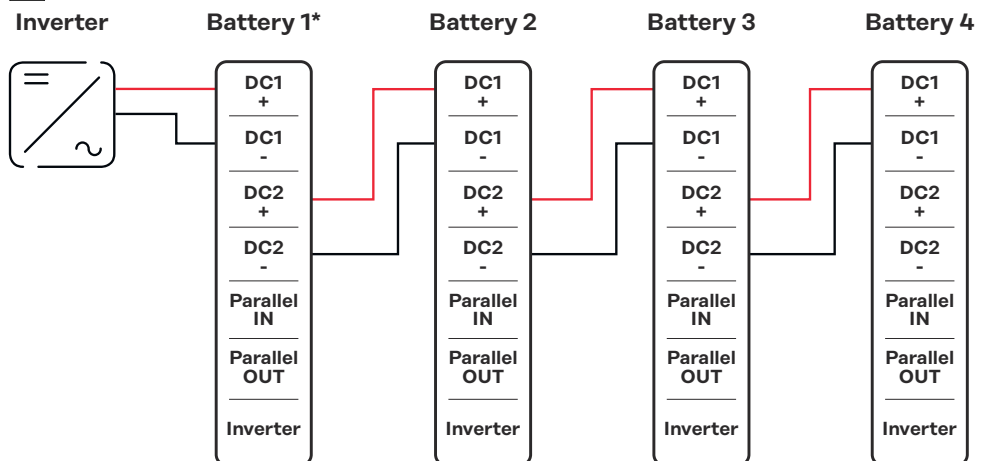 Inverter
Battery 1*
Battery 2
Battery 3
Battery 4
DC1
+
DC1
-
DC2
+
DC2
-
Parallel
IN
Parallel
OUT
Inverter
DC1
+
DC1
-
DC2
+
DC2
-
Parallel
IN
Parallel
OUT
Inverter
DC1
+
DC1
-
DC2
+
DC2
-
Parallel
IN
Parallel
OUT
Inverter
DC1
+
DC1
-
DC2
+
DC2
-
Parallel
IN
Parallel
OUT
Inverter